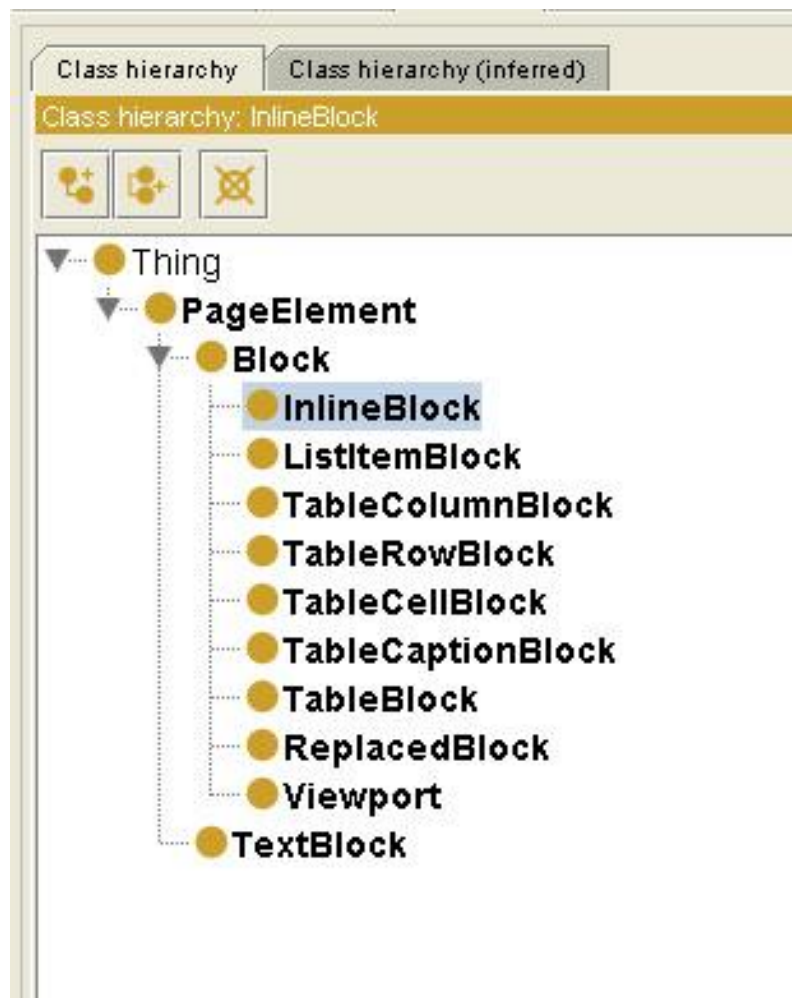 Class hierarchy Class hierarchy (inferred)
Class hierarchy: InlineBlock
Thing
PageElement
Block
InlineBlock
ListItemBlock
TableColumnBlock
TableRowBlock
TableCellBlock
TableCaptionBlock
TableBlock
ReplacedBlock
Viewport
TextBlock